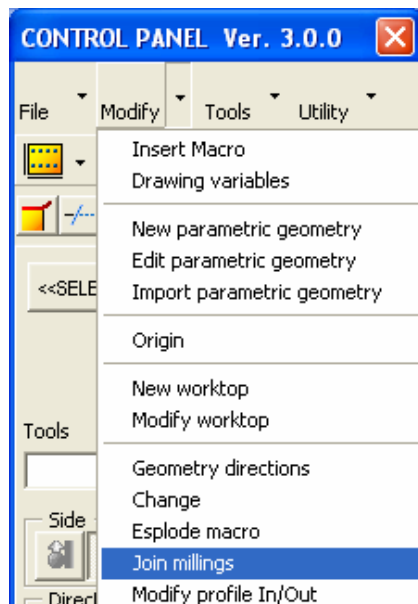 CONTROL PANEL Ver. 3.0.0
File Modify Tools Utility
Insert Macro
Drawing variables
New parametric geometry
Edit parametric geometry
<<SELE
Import parametric geometry
Origin
New worktop
Modify worktop
Tools
Geometry directions
Change
Side
Esplode macro
Join millings
Direct
Modify profile In/Out